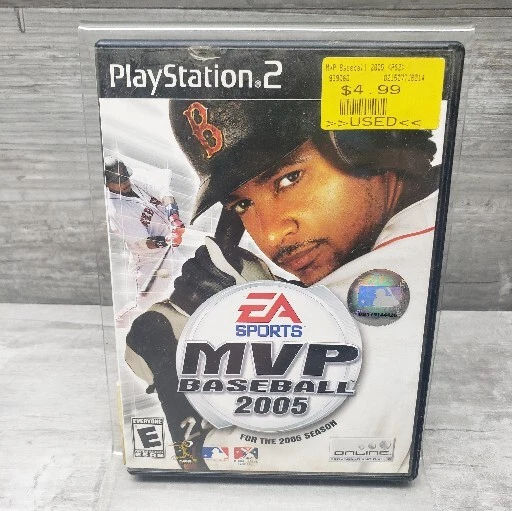 PlayStation.2
MVP Baseball 2005 (PS2)
$4.99
>>USED<<
B
EA
SPORTS
MVP
BASEBALL
2005
FOR THE 2005 SEASON
EVERYONE
E
ONLINE